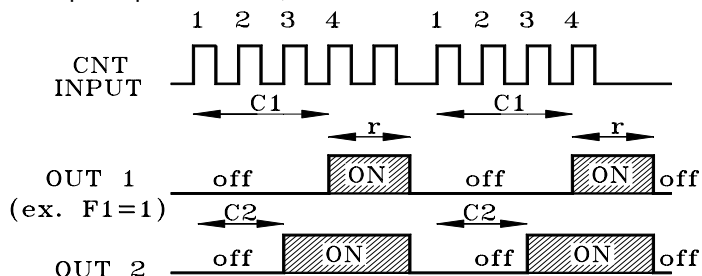 1 2 3 4 1 2 3 4
CNT
INPUT
C1 C1
r r
OUT 1 off ON off ON off
(ex. F1=1)
C2 C2
OUT 2 off ON off ON off